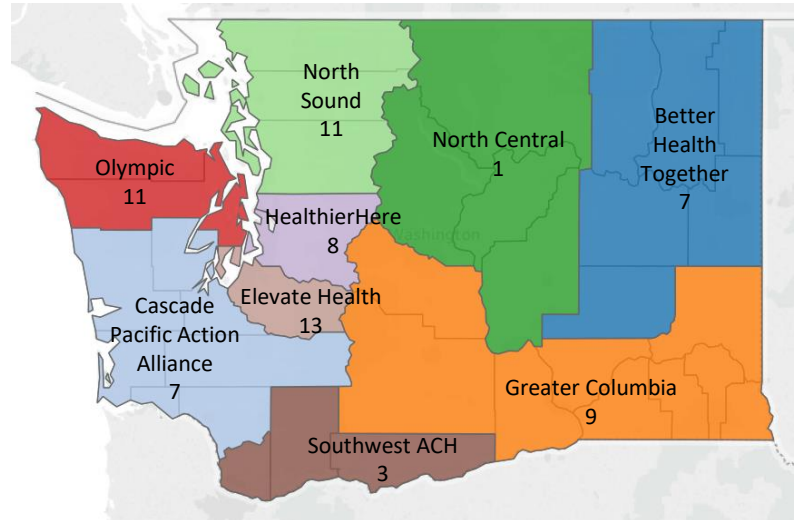 North
Sound
11
North Central
1
Better
Health
Together
7
Olympic
11
HealthierHere
8
Washington
Elevate Health
13
Cascade
Pacific Action
Alliance
7
Greater Columbia
9
Southwest ACH
3